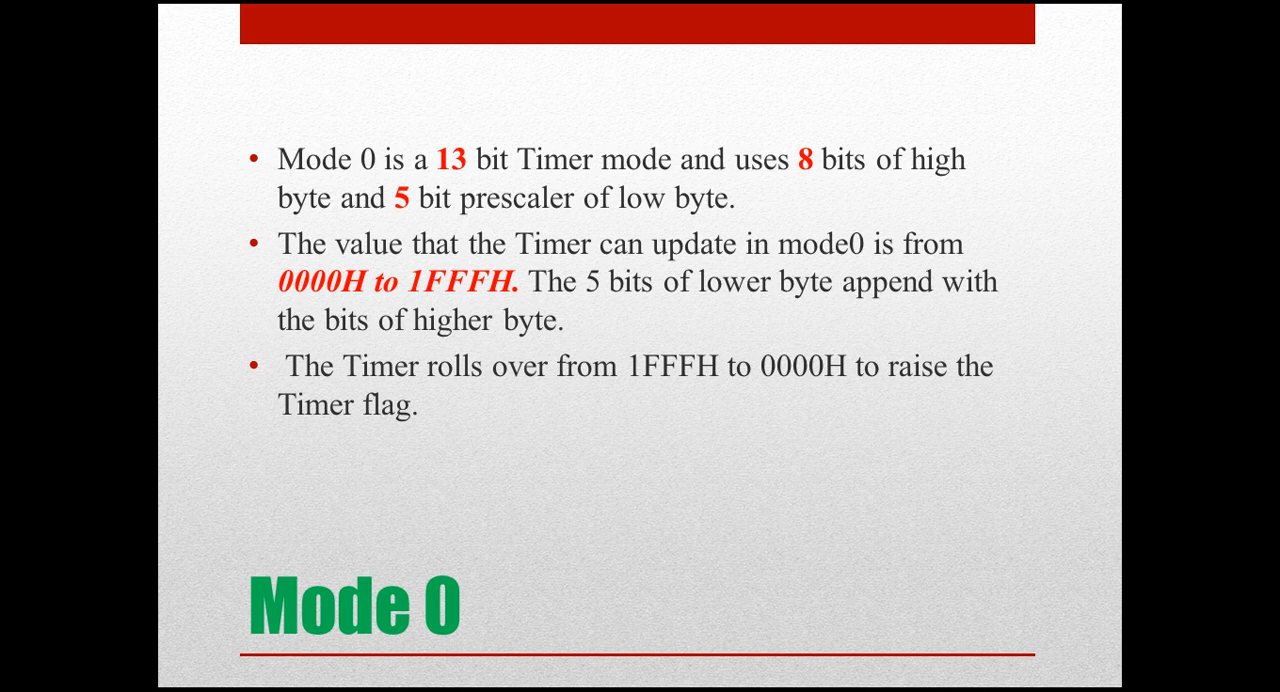 • Mode 0 is a 13 bit Timer mode and uses 8 bits of high
byte and 5 bit prescaler of low byte.
• The value that the Timer can update in mode0 is from
0000H to 1FFFH. The 5 bits of lower byte append with
the bits of higher byte.
• The Timer rolls over from 1FFFH to 0000H to raise the
Timer flag.
Mode 0